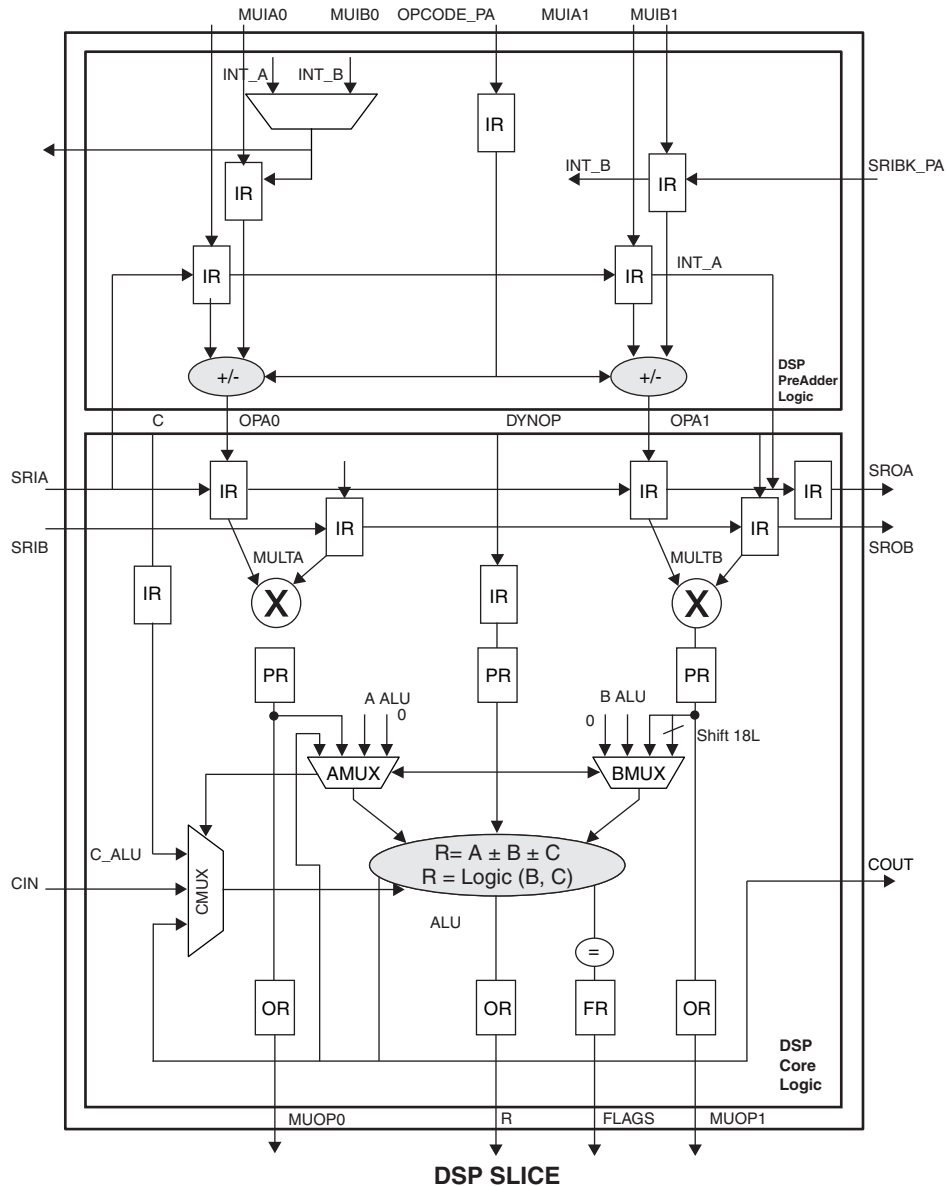 MUIA0 MUIB0 OPCODE_PA MUIA1 MUIB1
INT_A INT_B
IR
IR
INT_B
IR
SRIBK_PA
IR
IR
INT_A
+/-
+/-
DSP
PreAdder
Logic
C OPA0 DYNOP OPA1
SRIA
IR
IR
IR
SROA
SRIB
IR
IR
SROB
MULTA
MULTB
IR
X
IR
X
PR
PR
PR
A ALU
0
B ALU
0
Shift 18L
AMUX
BMUX
R= A ± B ± C
R = Logic (B, C)
C_ALU
CIN
CMUX
COUT
ALU
=
OR
OR
FR
OR
DSP
Core
Logic
MUOP0 R FLAGS MUOP1
DSP SLICE